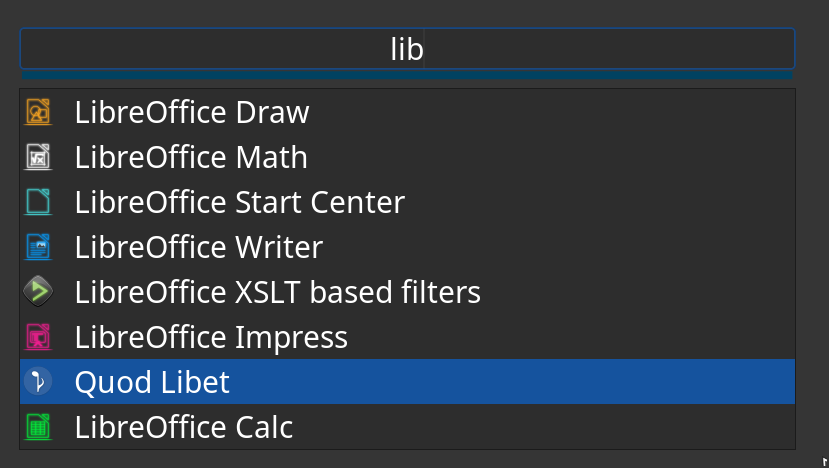 lib
LibreOffice Draw
LibreOffice Math
LibreOffice Start Center
LibreOffice Writer
LibreOffice XSLT based filters
LibreOffice Impress
Quod Libet
LibreOffice Calc